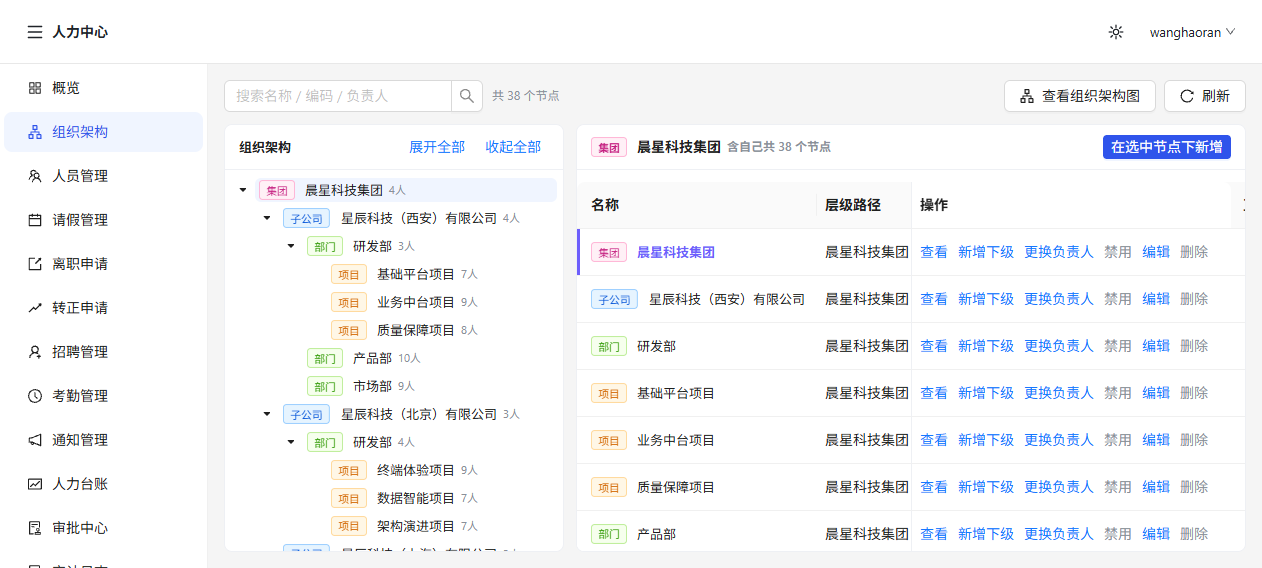 人力中心
wanghaoran
概览
组织架构
人员管理
请假管理
离职申请
转正申请
招聘管理
考勤管理
通知管理
人力台账
审批中心
搜索名称 / 编码 / 负责人
共 38 个节点
查看组织架构图
刷新
组织架构 展开全部 收起全部
集团 晨星科技集团 4人
子公司 星辰科技（西安）有限公司 4人
部门 研发部 3人
项目 基础平台项目 7人
项目 业务中台项目 9人
项目 质量保障项目 8人
部门 产品部 10人
部门 市场部 9人
子公司 星辰科技（北京）有限公司 3人
部门 研发部 4人
项目 终端体验项目 9人
项目 数据智能项目 7人
项目 架构演进项目 7人
集团 晨星科技集团 含自己共 38 个节点 在选中节点下新增
名称 层级路径 操作
集团 晨星科技集团 晨星科技集团 查看 新增下级 更换负责人 禁用 编辑 删除
子公司 星辰科技（西安）有限公司 晨星科技集团 查看 新增下级 更换负责人 禁用 编辑 删除
部门 研发部 晨星科技集团 查看 新增下级 更换负责人 禁用 编辑 删除
项目 基础平台项目 晨星科技集团 查看 新增下级 更换负责人 禁用 编辑 删除
项目 业务中台项目 晨星科技集团 查看 新增下级 更换负责人 禁用 编辑 删除
项目 质量保障项目 晨星科技集团 查看 新增下级 更换负责人 禁用 编辑 删除
部门 产品部 晨星科技集团 查看 新增下级 更换负责人 禁用 编辑 删除